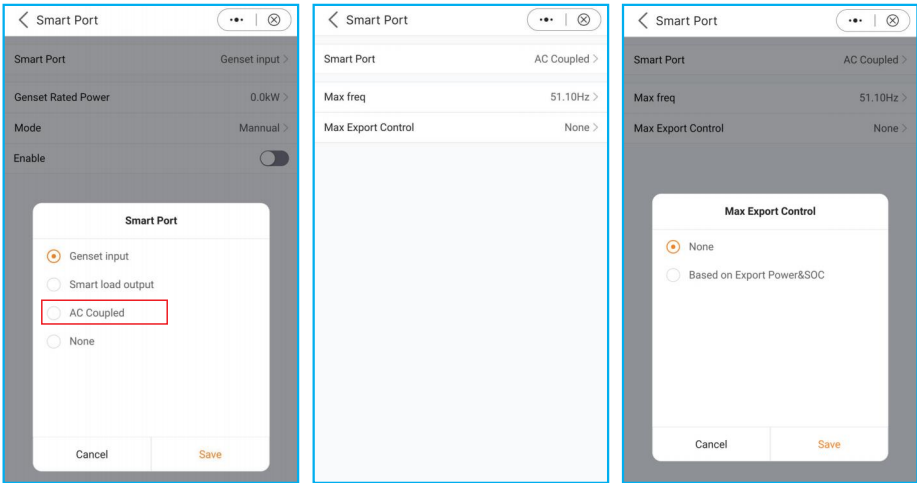 Smart Port
Smart Port Genset input
Genset Rated Power 0.0kW
Mode Mannual
Enable
Smart Port
Genset input
Smart load output
AC Coupled
None
Cancel Save
Smart Port
Smart Port AC Coupled
Max freq 51.10Hz
Max Export Control None
Smart Port
Smart Port AC Coupled
Max freq 51.10Hz
Max Export Control None
Max Export Control
None
Based on Export Power&SOC
Cancel Save